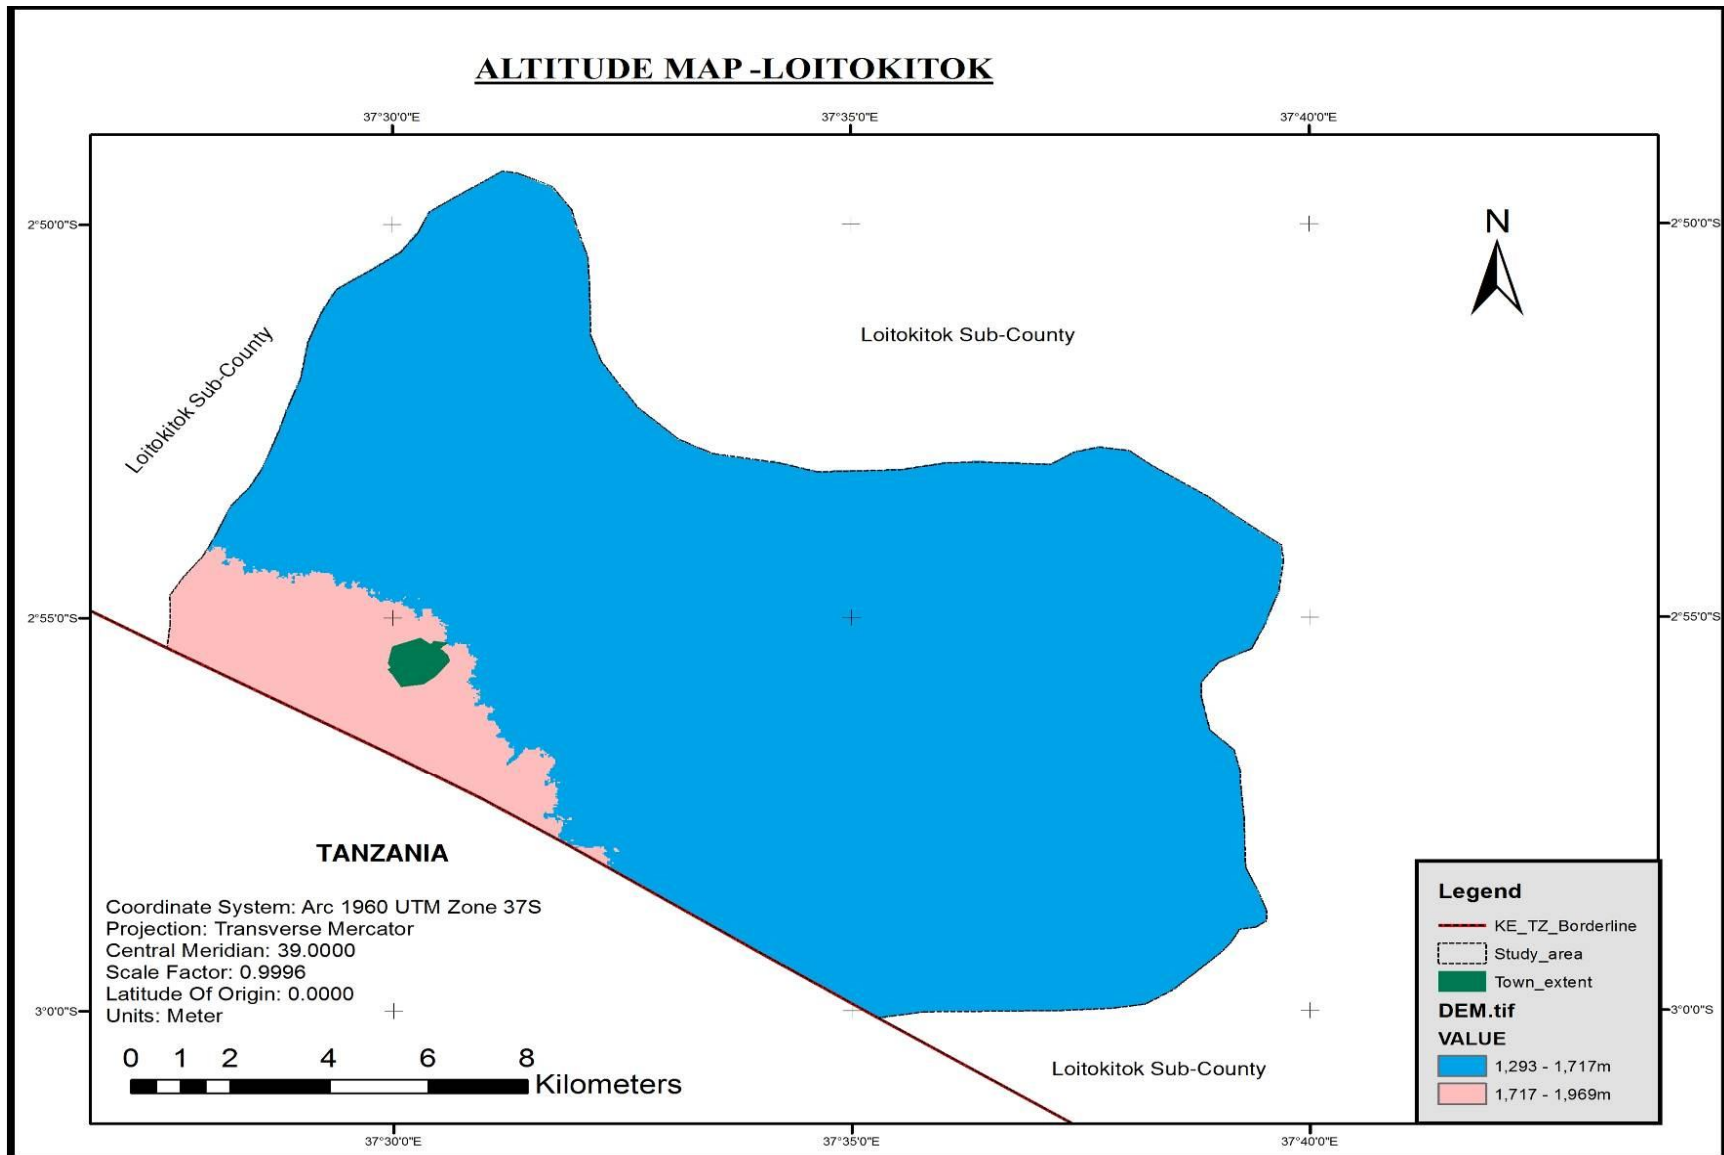 ALTITUDE MAP -LOITOKITOK
37°30'0"E
37°35'0"E
37°40'0"E
2°50'0"S
2°50'0"S
N
Loitokitok Sub-County
Loitokitok Sub-County
2°55'0"S
2°55'0"S
TANZANIA
Coordinate System: Arc 1960 UTM Zone 37S
Projection: Transverse Mercator
Central Meridian: 39.0000
Scale Factor: 0.9996
Latitude Of Origin: 0.0000
Units: Meter
3°0'0"S
3°0'0"S
0 1 2 4 6 8
Kilometers
Loitokitok Sub-County
Legend
KE_TZ_Borderline
Study_area
Town_extent
DEM.tif
VALUE
1,293 - 1,717m
1,717 - 1,969m
37°30'0"E
37°35'0"E
37°40'0"E